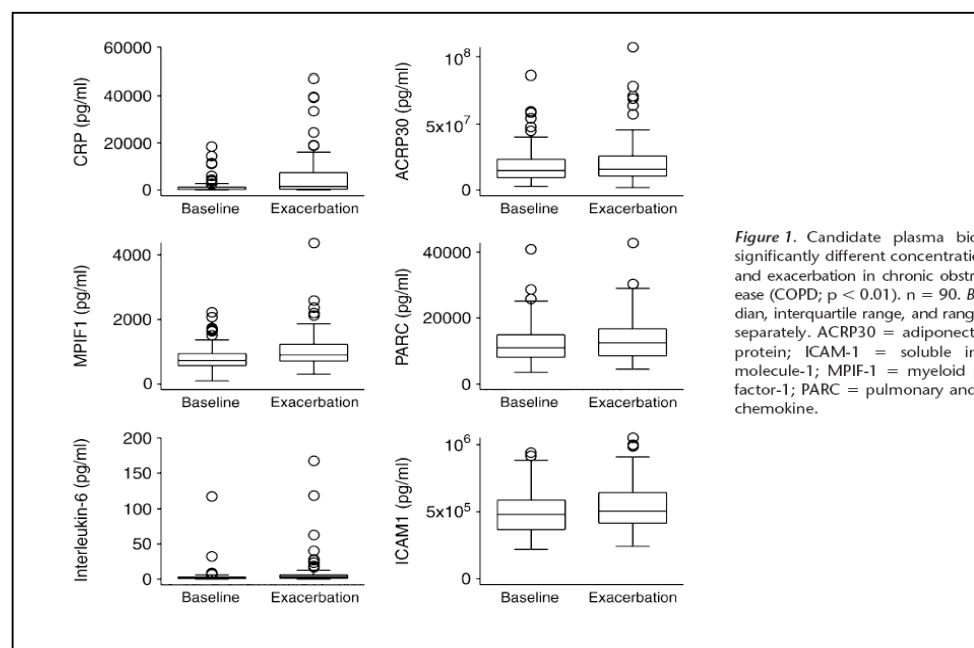 60000
40000
20000
0
CRP (pg/ml)
Baseline Exacerbation
10⁸
5x10⁷
0
ACRP30 (pg/ml)
Baseline Exacerbation
4000
2000
0
MPIF1 (pg/ml)
Baseline Exacerbation
40000
20000
0
PARC (pg/ml)
Baseline Exacerbation
200
150
100
50
0
Interleukin-6 (pg/ml)
Baseline Exacerbation
10⁶
5x10⁵
0
ICAM1 (pg/ml)
Baseline Exacerbation
Figure 1. Candidate plasma bio
significantly different concentratio
and exacerbation in chronic obstr
ease (COPD; p < 0.01). n = 90. B
dian, interquartile range, and rang
separately. ACRP30 = adiponect
protein; ICAM-1 = soluble in
molecule-1; MPIF-1 = myeloid
factor-1; PARC = pulmonary and
chemokine.